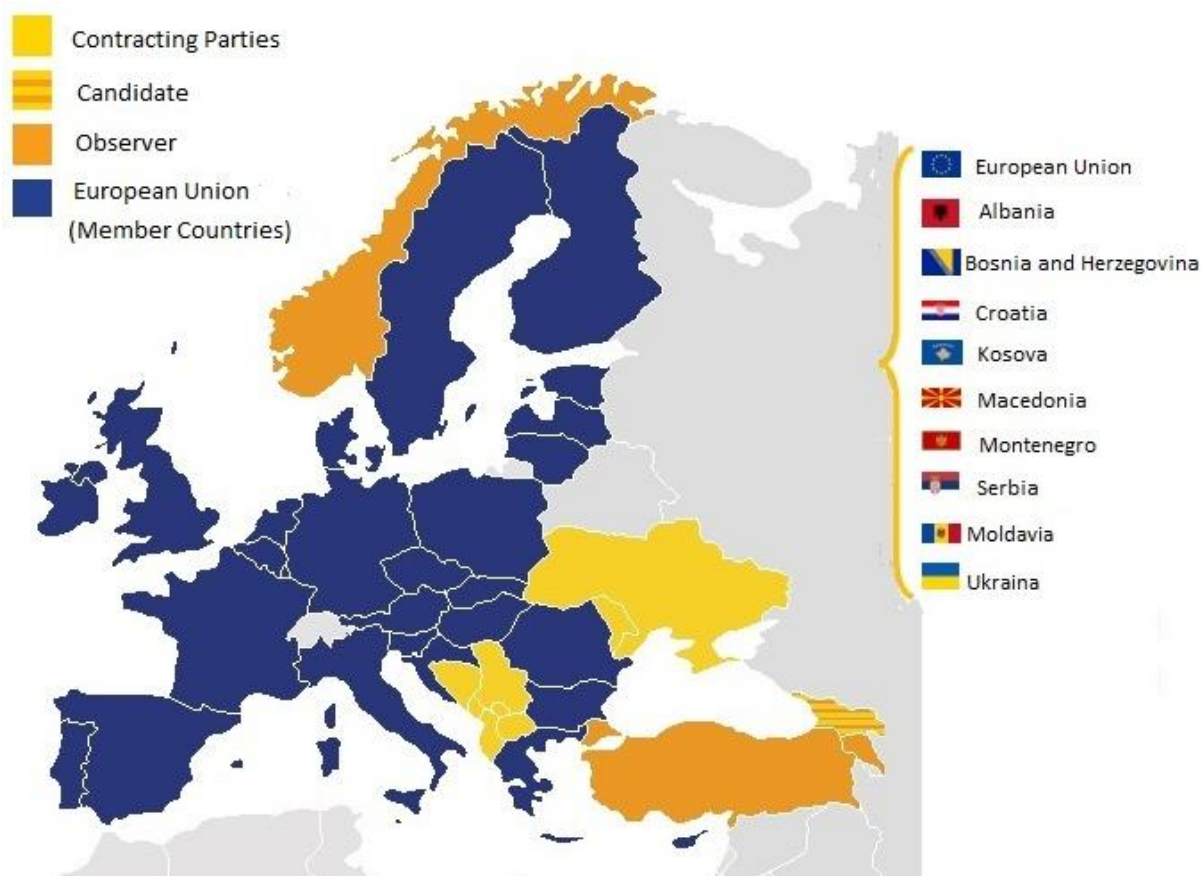 Contracting Parties
Candidate
Observer
European Union
(Member Countries)
European Union
Albania
Bosnia and Herzegovina
Croatia
Kosova
Macedonia
Montenegro
Serbia
Moldavia
Ukraina